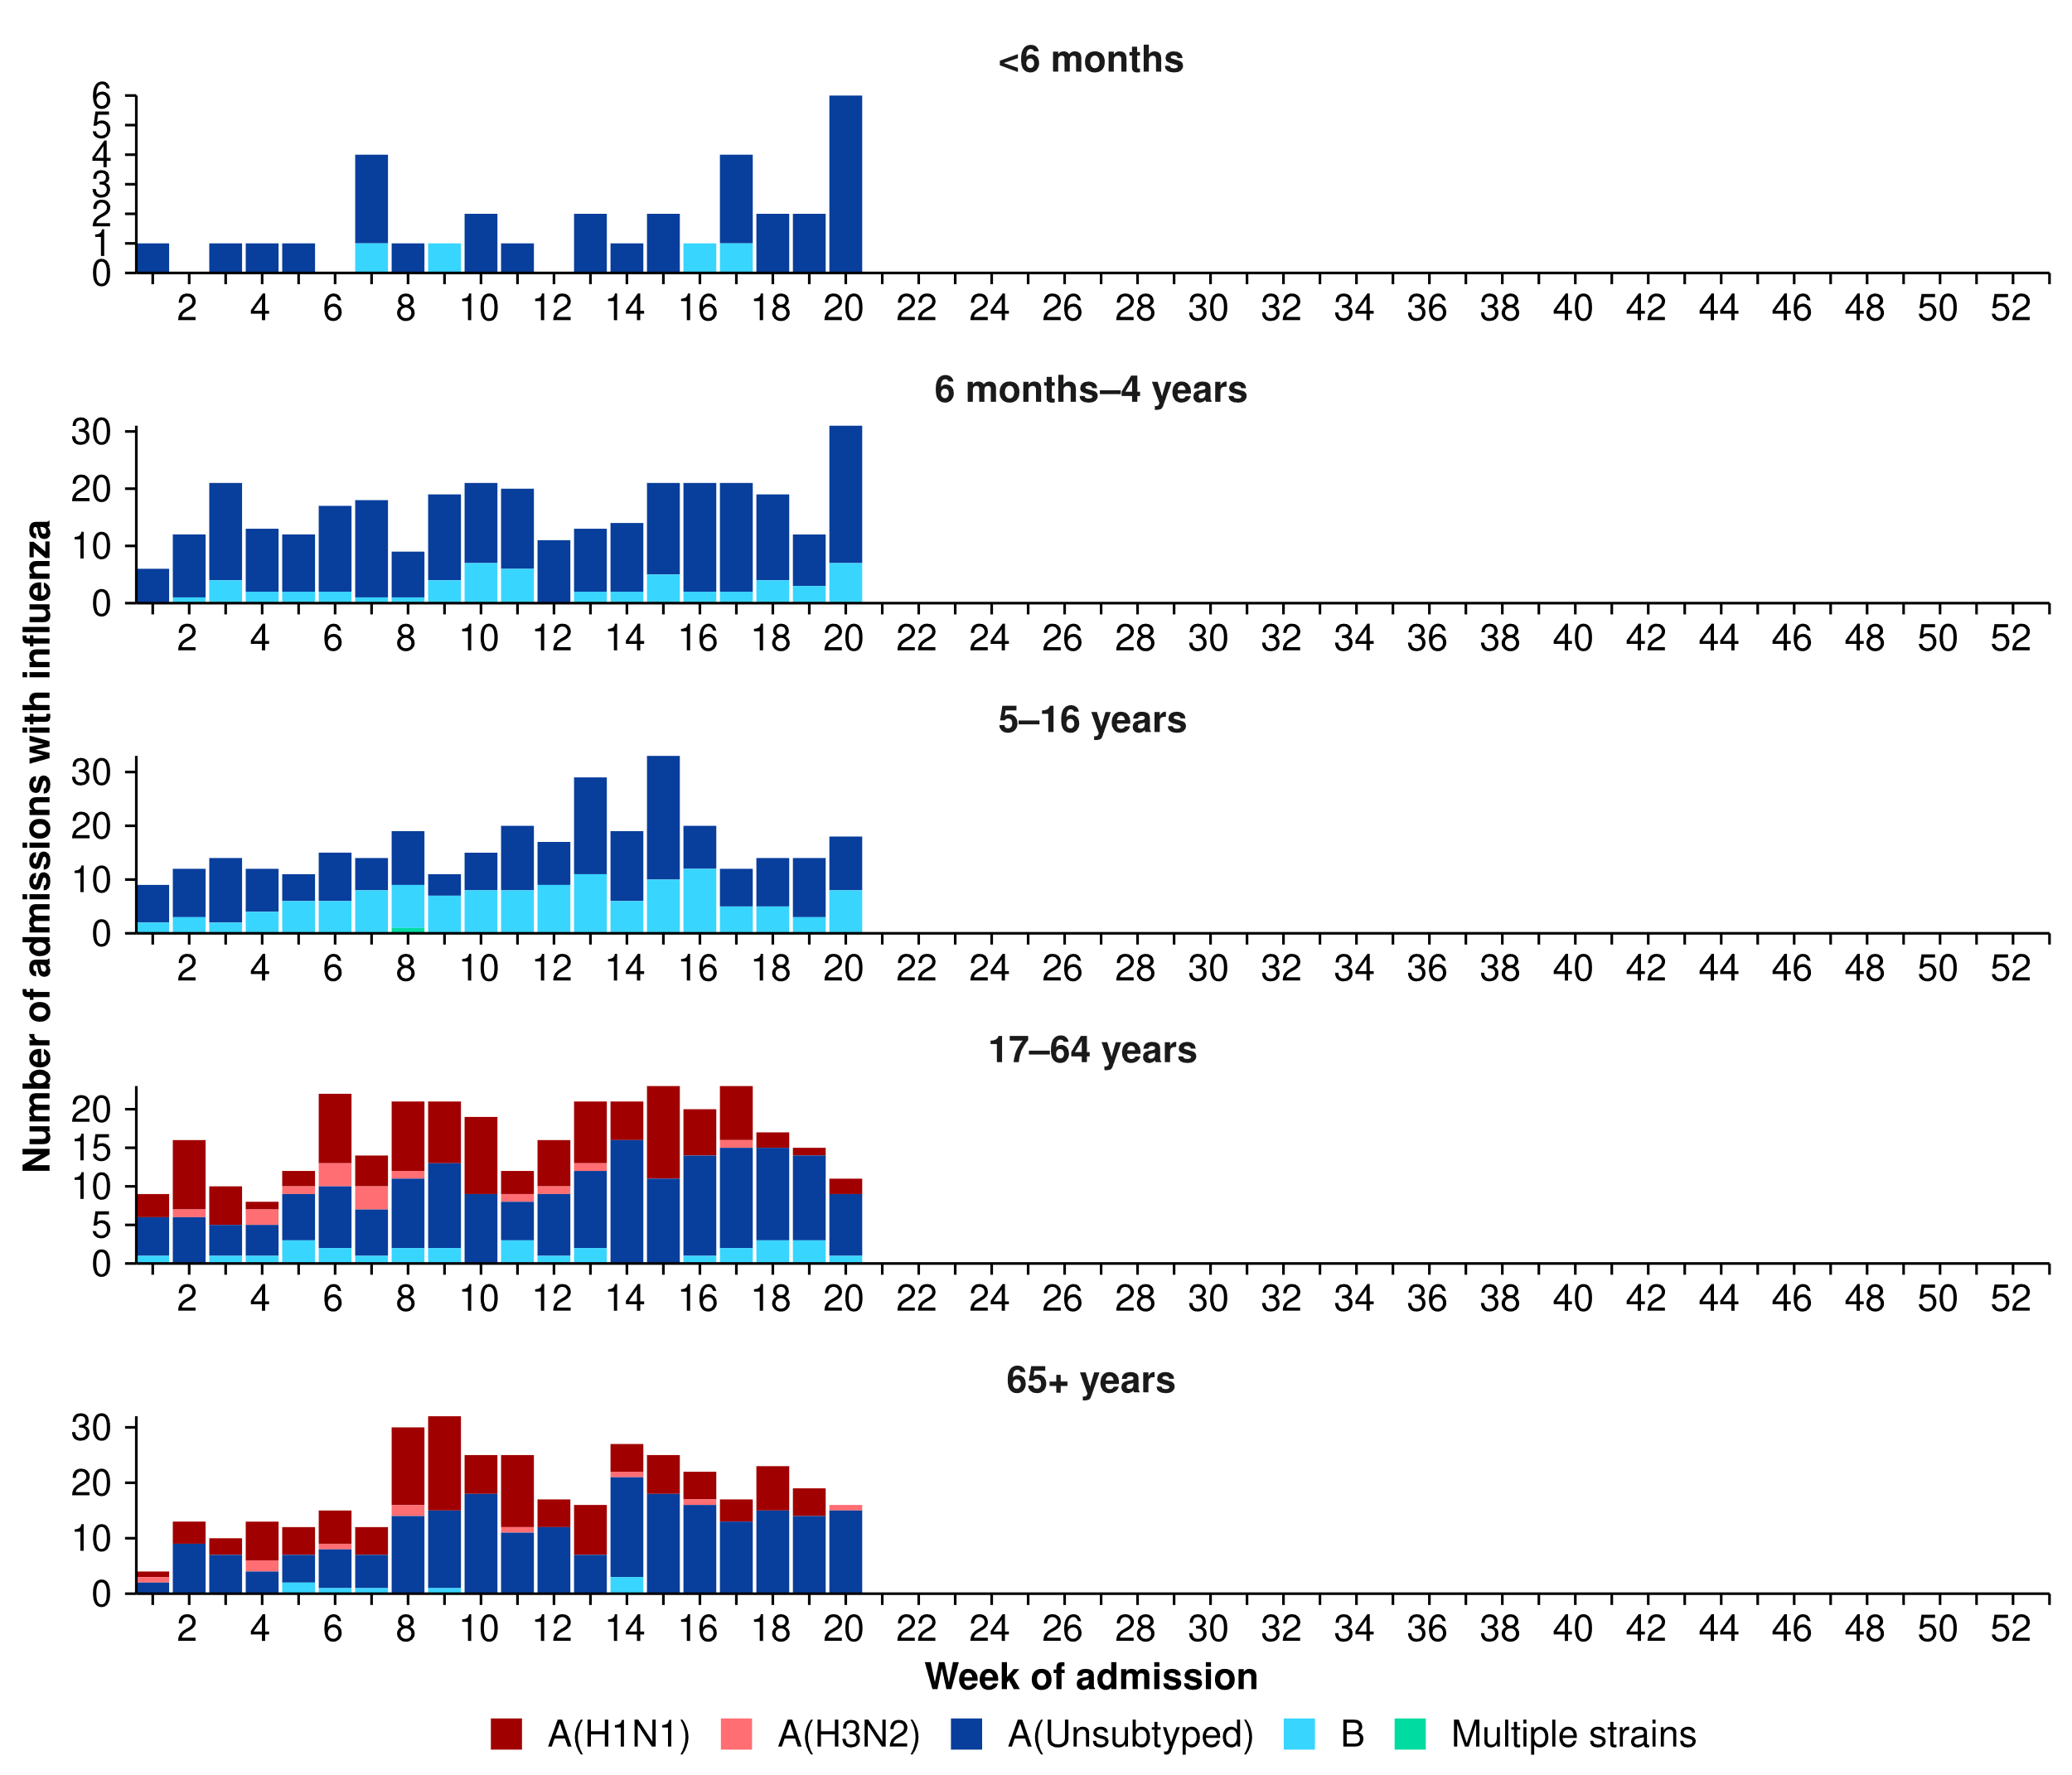 <6 months
6
5
4
3
2
1
0
2 4 6 8 10 12 14 16 18 20 22 24 26 28 30 32 34 36 38 40 42 44 46 48 50 52
6 months–4 years
30
20
10
0
2 4 6 8 10 12 14 16 18 20 22 24 26 28 30 32 34 36 38 40 42 44 46 48 50 52
5–16 years
30
20
10
0
2 4 6 8 10 12 14 16 18 20 22 24 26 28 30 32 34 36 38 40 42 44 46 48 50 52
17–64 years
20
15
10
5
0
2 4 6 8 10 12 14 16 18 20 22 24 26 28 30 32 34 36 38 40 42 44 46 48 50 52
65+ years
30
20
10
0
2 4 6 8 10 12 14 16 18 20 22 24 26 28 30 32 34 36 38 40 42 44 46 48 50 52
Number of admissions with influenza
Week of admission
A(H1N1) A(H3N2) A(Unsubtyped) B Multiple strains